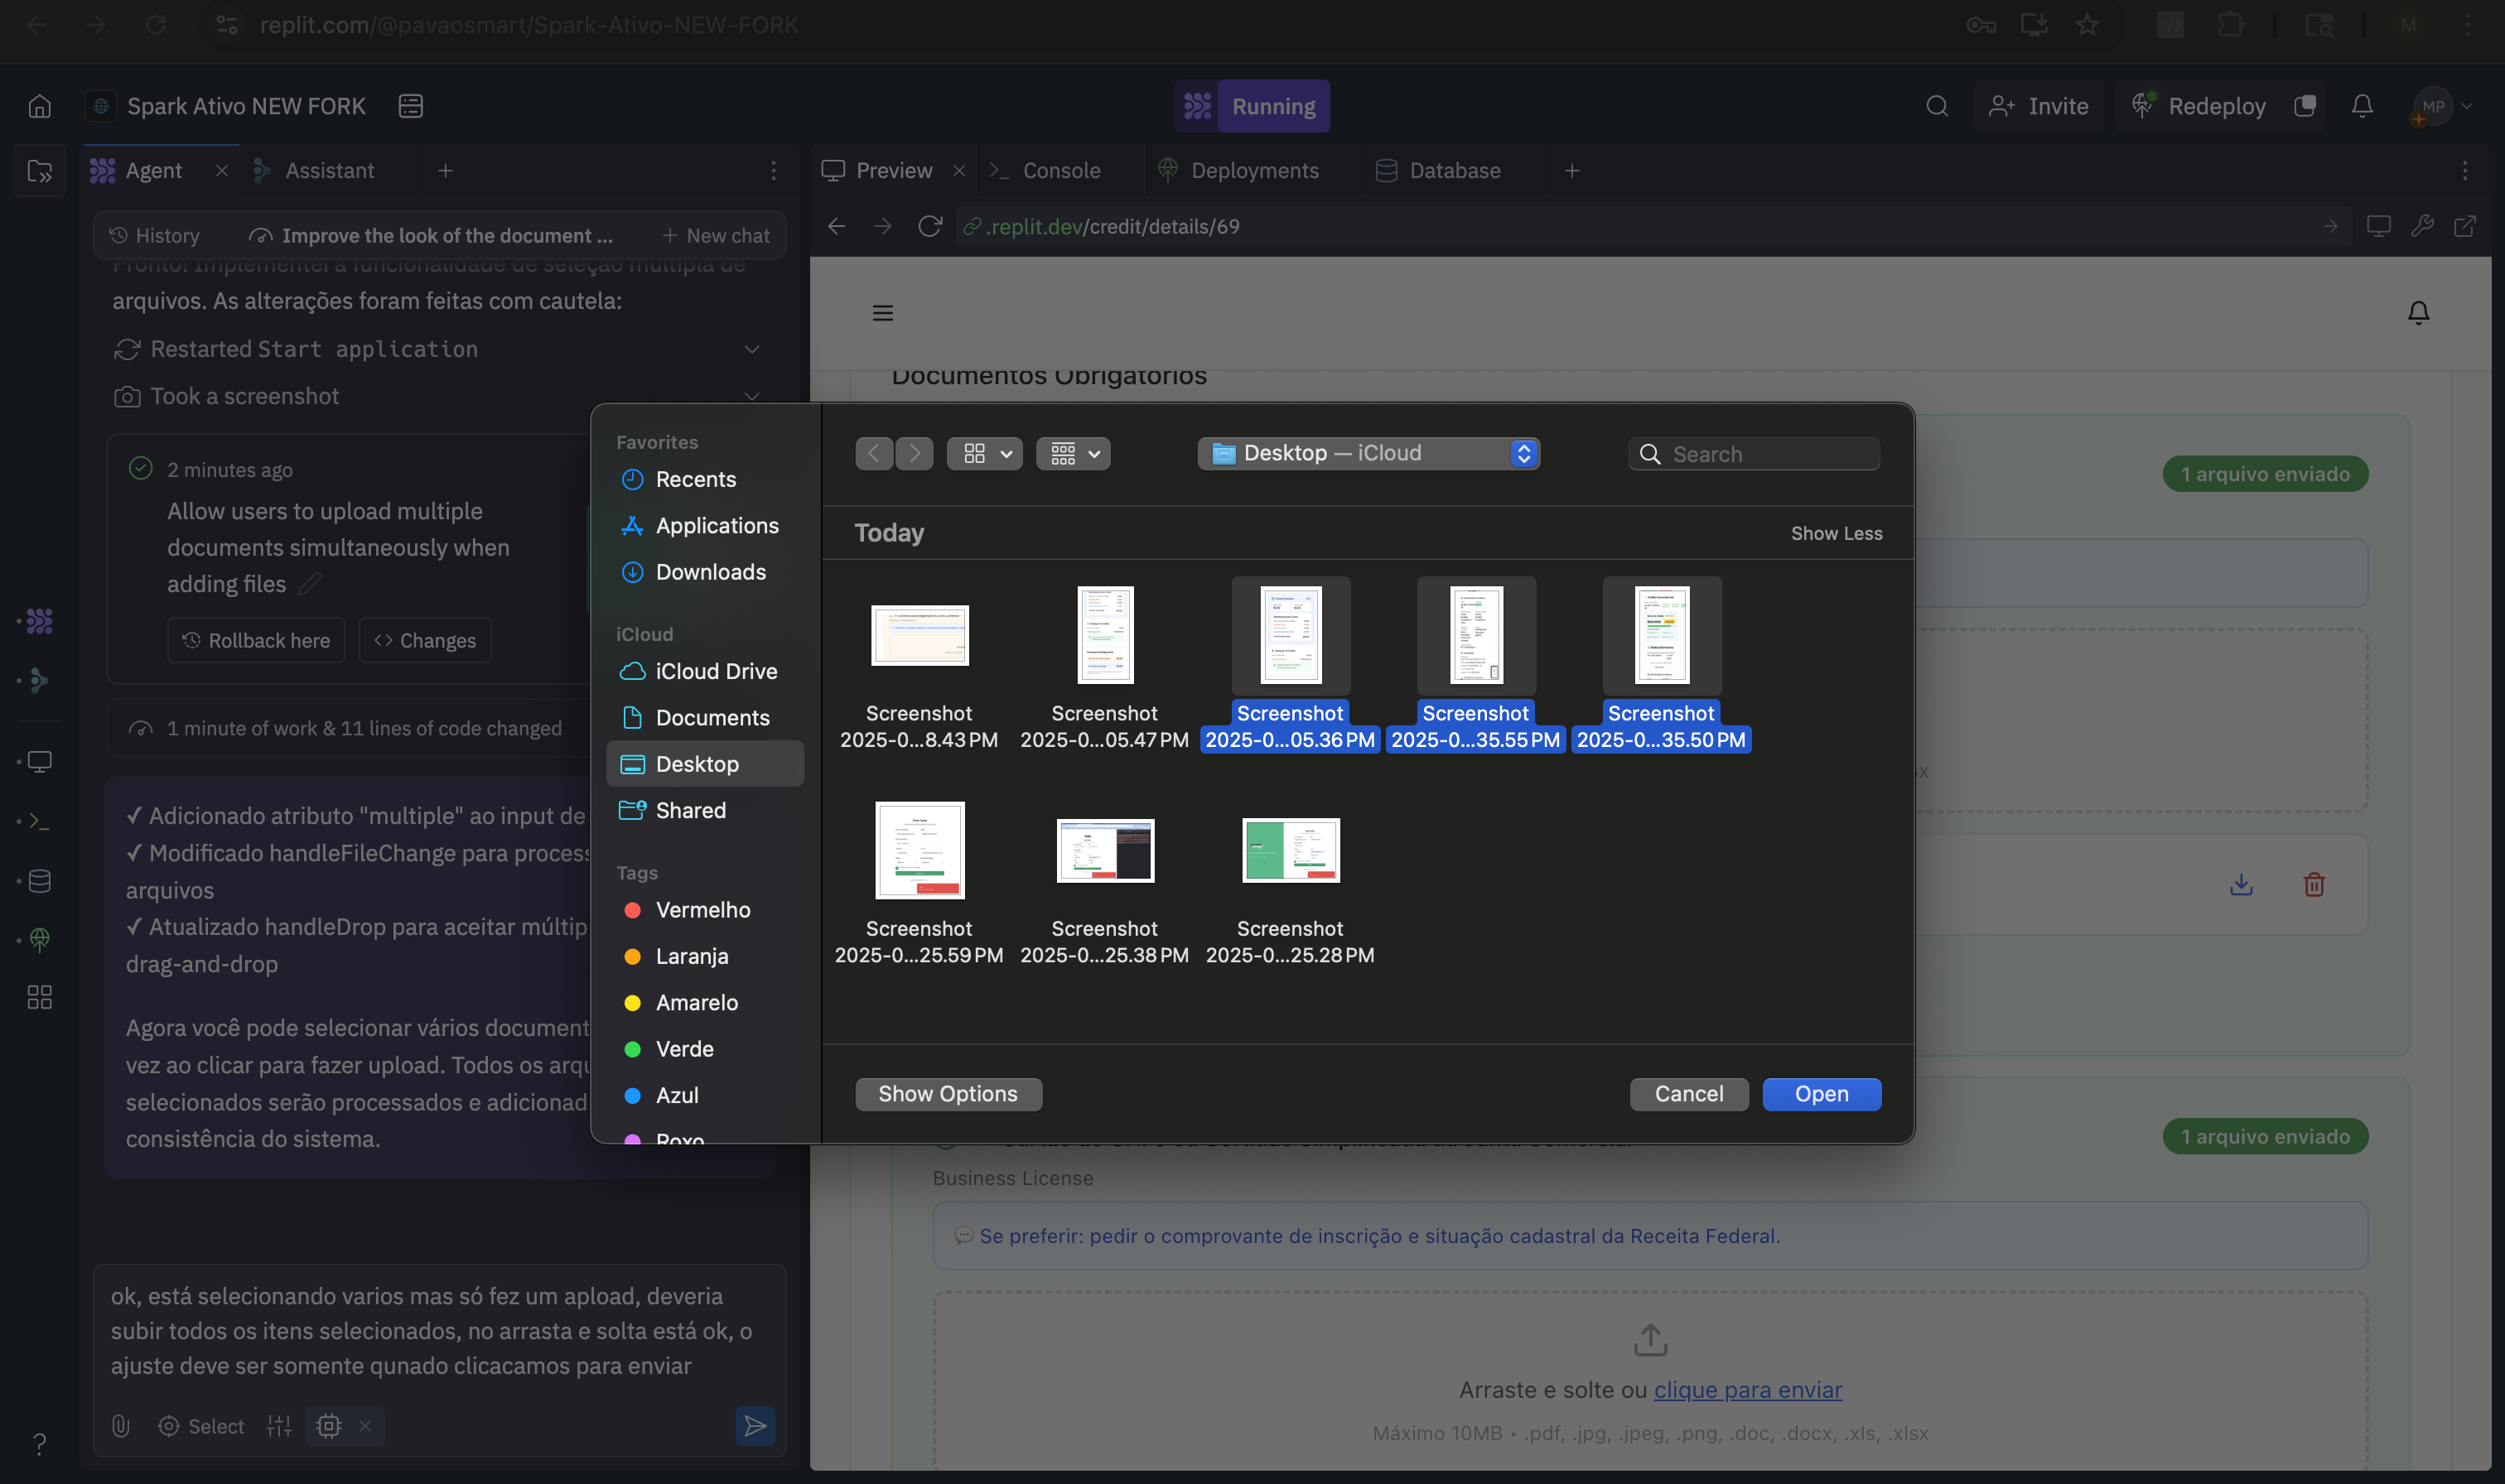 replit.com/@pavaosmart/Spark-Ativo-NEW-FORK
M
Spark Ativo NEW FORK
Running
Invite
Redeploy
MP
Agent
Assistant
Preview
Console
Deployments
Database
History
Improve the look of the document ...
New chat
.replit.dev/credit/details/69
Pronto! Implementei a funcionalidade de seleção múltipla de
arquivos. As alterações foram feitas com cautela:
Restarted Start application
Took a screenshot
2 minutes ago
Allow users to upload multiple
documents simultaneously when
adding files
Rollback here
Changes
1 minute of work & 11 lines of code changed
✓ Adicionado atributo "multiple" ao input de
✓ Modificado handleFileChange para process
arquivos
✓ Atualizado handleDrop para aceitar múltip
drag-and-drop
Agora você pode selecionar vários document
vez ao clicar para fazer upload. Todos os arqu
selecionados serão processados e adicionad
consistência do sistema.
ok, está selecionando varios mas só fez um apload, deveria
subir todos os itens selecionados, no arrasta e solta está ok, o
ajuste deve ser somente qunado clicacamos para enviar
Select
?
Favorites
Recents
Applications
Downloads
iCloud
iCloud Drive
Documents
Desktop
Shared
Tags
Vermelho
Laranja
Amarelo
Verde
Azul
Roxo
Desktop — iCloud
Search
Today
Show Less
Screenshot
2025-0...8.43 PM
Screenshot
2025-0...05.47 PM
Screenshot
2025-0...05.36 PM
Screenshot
2025-0...35.55 PM
Screenshot
2025-0...35.50 PM
Screenshot
2025-0...25.59 PM
Screenshot
2025-0...25.38 PM
Screenshot
2025-0...25.28 PM
Show Options
Cancel
Open
Documentos Obrigatórios
1 arquivo enviado
sx
1 arquivo enviado
Business License
Se preferir: pedir o comprovante de inscrição e situação cadastral da Receita Federal.
Arraste e solte ou clique para enviar
Máximo 10MB • .pdf, .jpg, .jpeg, .png, .doc, .docx, .xls, .xlsx